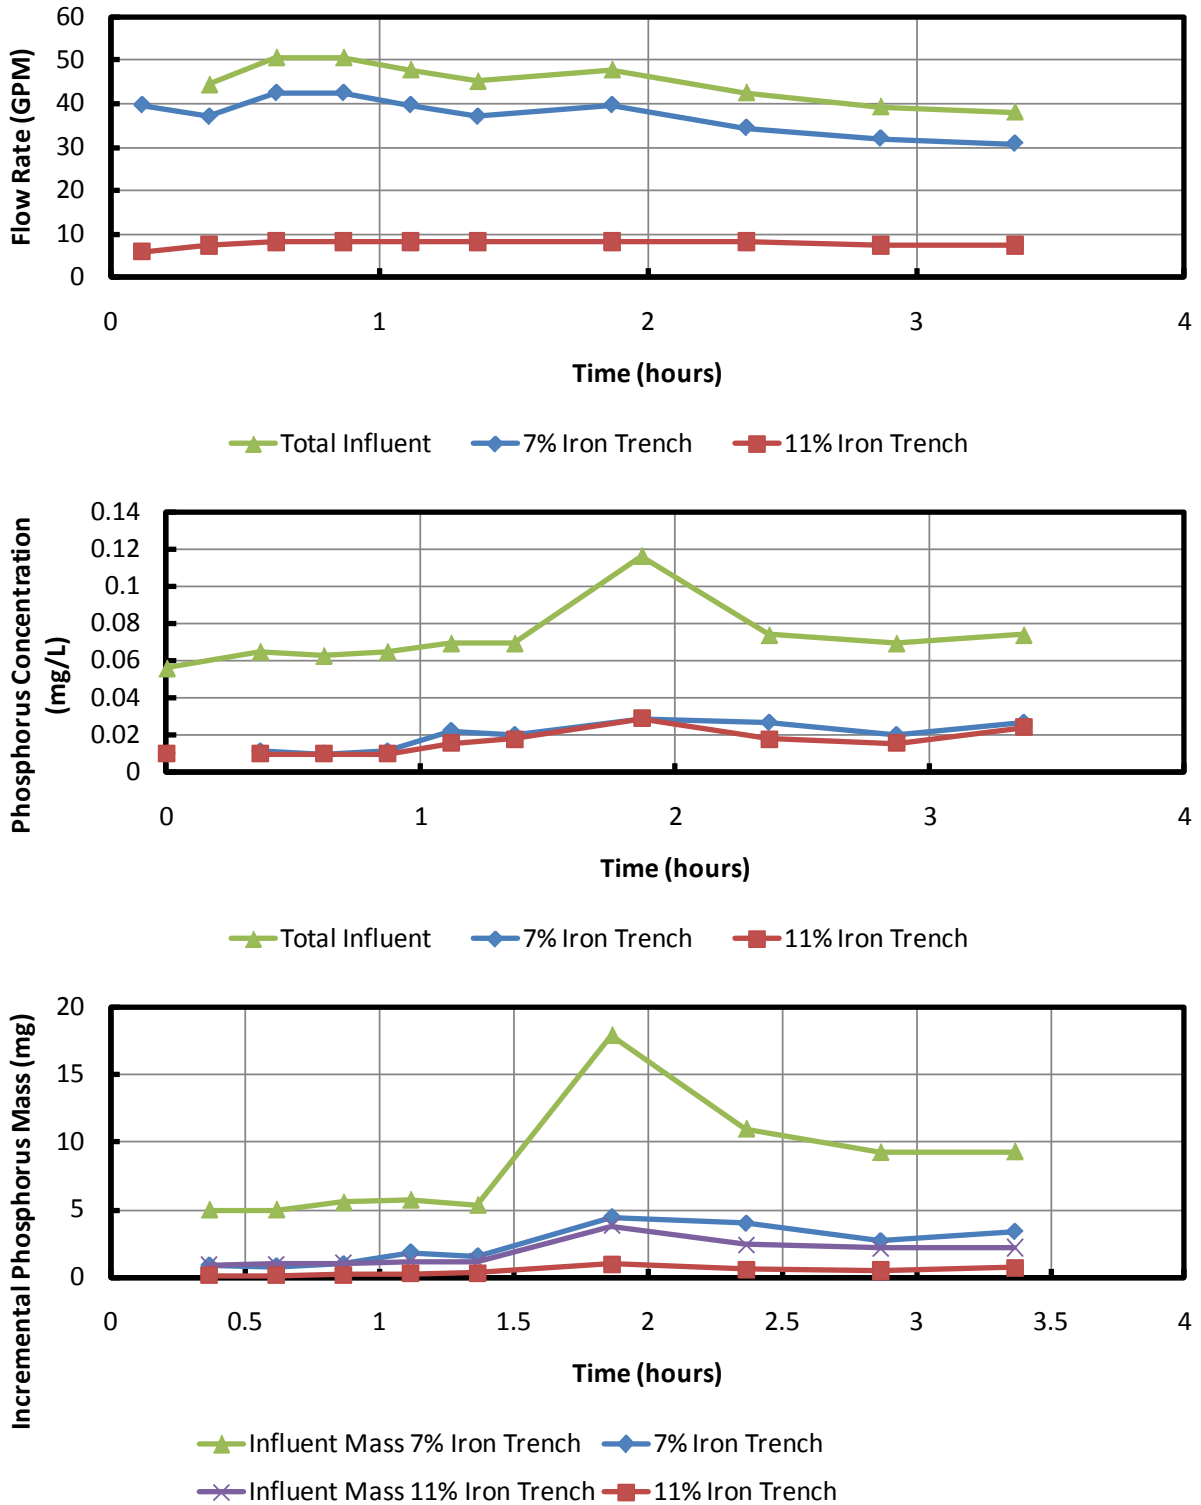 Flow Rate (GPM)
60
50
40
30
20
10
0
0 1 2 3 4
Time (hours)
Total Influent 7% Iron Trench 11% Iron Trench
Phosphorus Concentration
(mg/L)
0.14
0.12
0.1
0.08
0.06
0.04
0.02
0
0 1 2 3 4
Time (hours)
Total Influent 7% Iron Trench 11% Iron Trench
Incremental Phosphorus Mass (mg)
20
15
10
5
0
0 0.5 1 1.5 2 2.5 3 3.5 4
Time (hours)
Influent Mass 7% Iron Trench 7% Iron Trench
Influent Mass 11% Iron Trench 11% Iron Trench